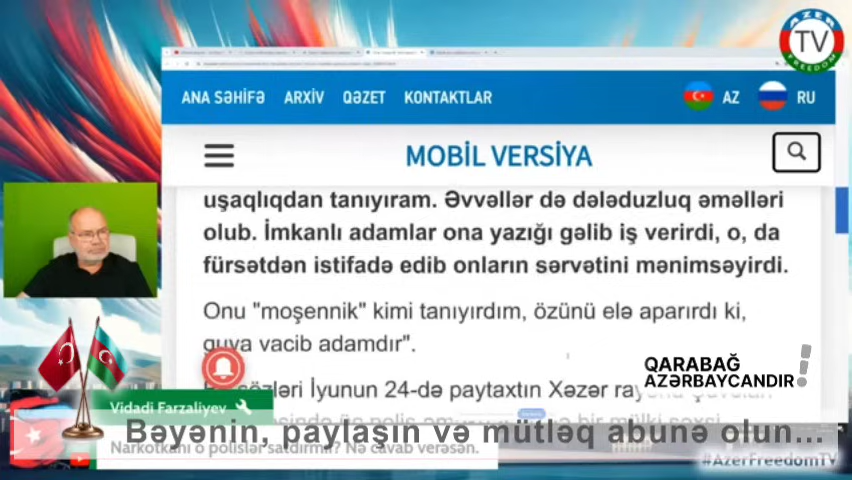 AZER
TV
FREEDOM
ANA SƏHİFƏ ARXİV QƏZET KONTAKTLAR AZ RU
MOBİL VERSİYA
uşaqlıqdan tanıyıram. Əvvəllər də dələduzluq əməlləri
olub. İmkanlı adamlar ona yazığı gəlib iş verirdi, o, da
fürsətdən istifadə edib onların sərvətini mənimsəyirdi.
Onu "moşennik" kimi tanıyırdım, özünü elə aparırdı ki,
guya vacib adamdır".
sözləri İyunun 24-də paytaxtın Xəzər
QARABAĞ
AZƏRBAYCANDIR!
Vidadi Farzaliyev
Bəyənin, paylaşın və mütləq abunə olun...
Narkotkanı o polislər satdırmır? Nə cavab verəsən.
#AzerFreedomTV